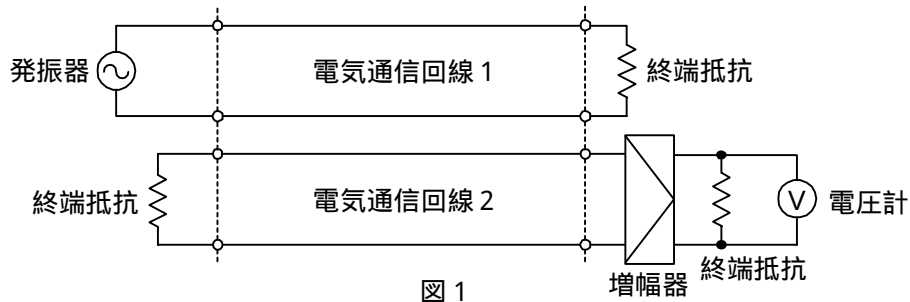 発振器
電気通信回線 1
終端抵抗
終端抵抗
電気通信回線 2
V
電圧計
増幅器
終端抵抗
図 1